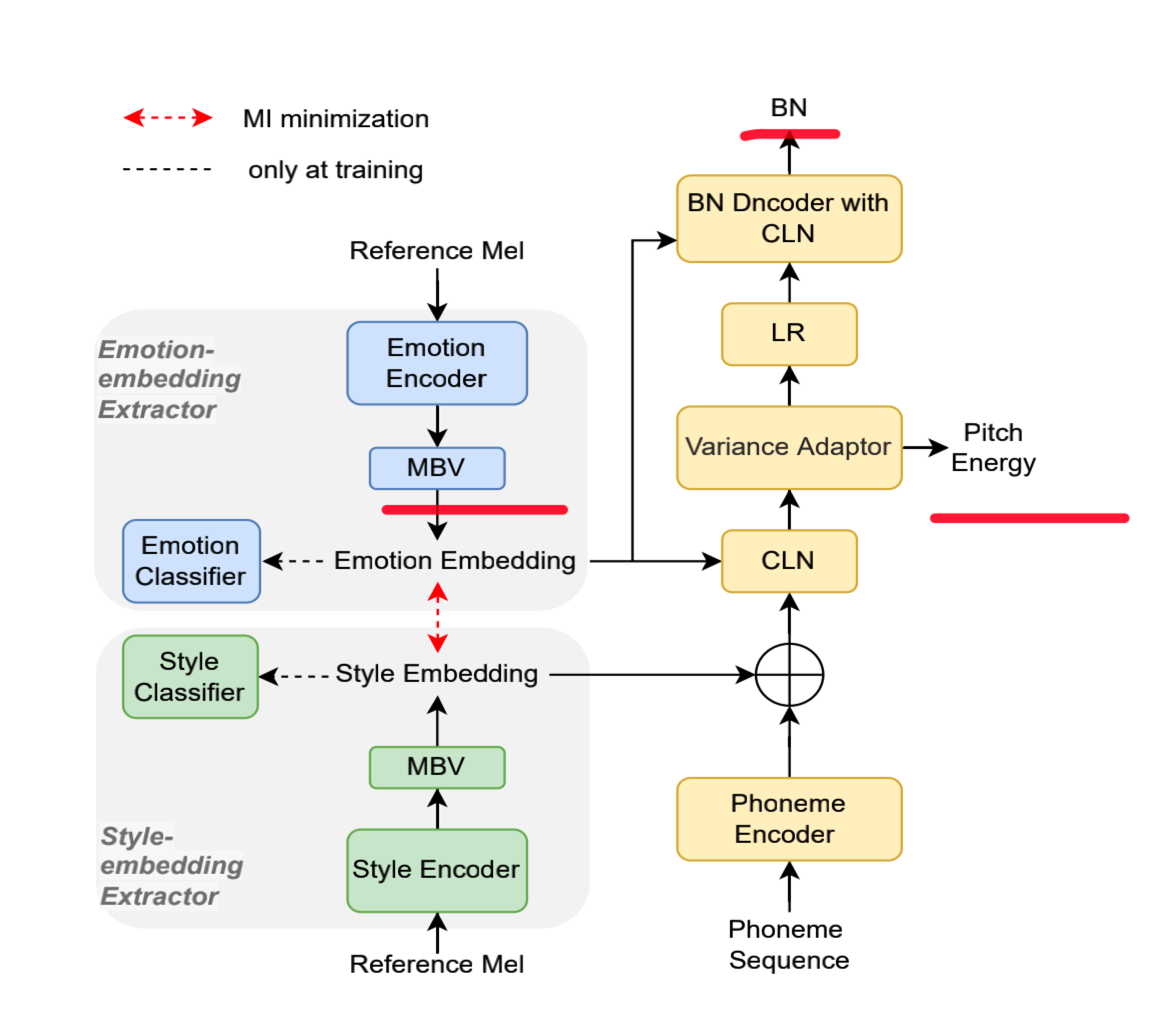 MI minimization
only at training
Reference Mel
Emotion-
embedding
Extractor
Emotion
Encoder
MBV
Emotion
Classifier
Emotion Embedding
Style
Classifier
Style Embedding
MBV
Style-
embedding
Extractor
Style Encoder
Reference Mel
BN
BN Dncoder with
CLN
LR
Variance Adaptor
Pitch
Energy
CLN
Phoneme
Encoder
Phoneme
Sequence